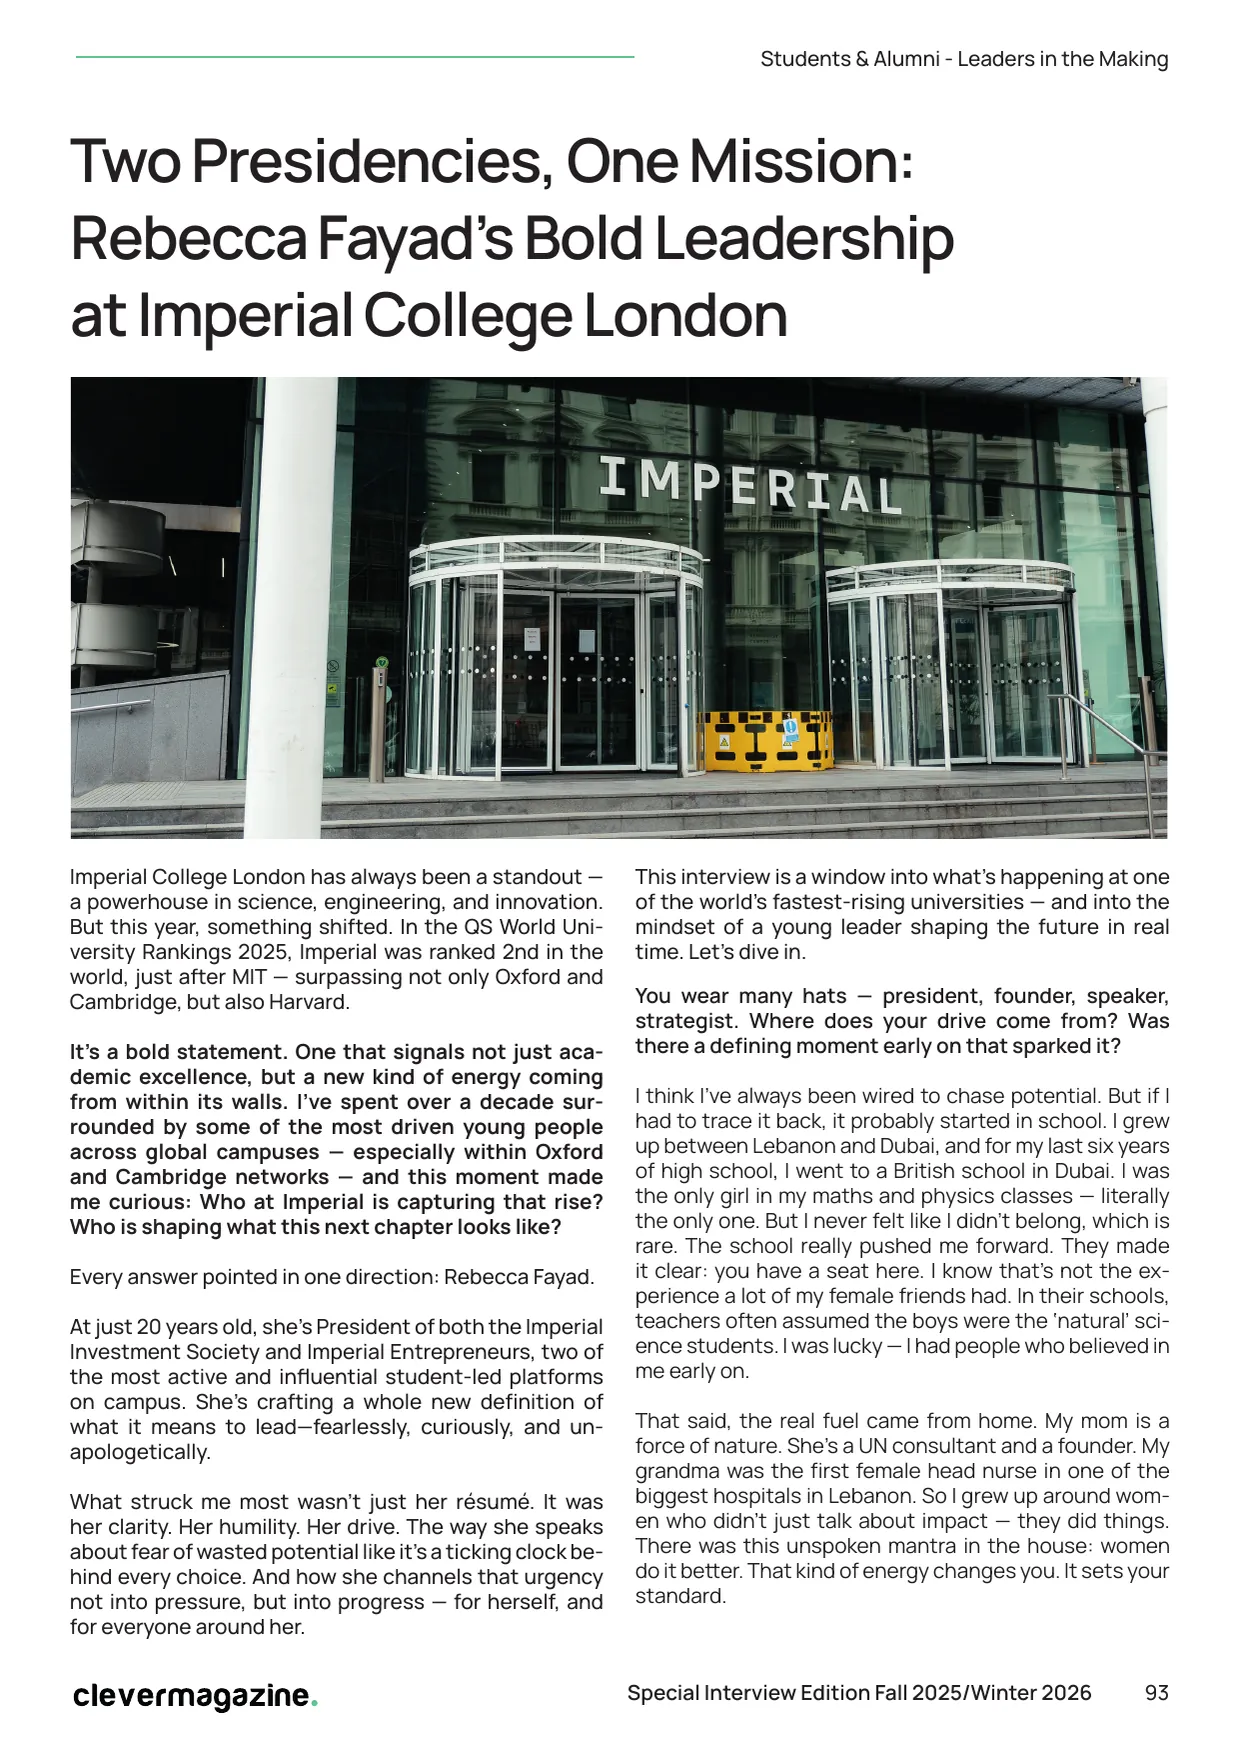 Students & Alumni - Leaders in the Making
Two Presidencies, One Mission:
Rebecca Fayad’s Bold Leadership
at Imperial College London
IMPERIAL
Imperial College London has always been a standout —
a powerhouse in science, engineering, and innovation.
But this year, something shifted. In the QS World Uni-
versity Rankings 2025, Imperial was ranked 2nd in the
world, just after MIT — surpassing not only Oxford and
Cambridge, but also Harvard.
It’s a bold statement. One that signals not just aca-
demic excellence, but a new kind of energy coming
from within its walls. I’ve spent over a decade sur-
rounded by some of the most driven young people
across global campuses — especially within Oxford
and Cambridge networks — and this moment made
me curious: Who at Imperial is capturing that rise?
Who is shaping what this next chapter looks like?
Every answer pointed in one direction: Rebecca Fayad.
At just 20 years old, she’s President of both the Imperial
Investment Society and Imperial Entrepreneurs, two of
the most active and influential student-led platforms
on campus. She’s crafting a whole new definition of
what it means to lead—fearlessly, curiously, and un-
apologetically.
What struck me most wasn’t just her résumé. It was
her clarity. Her humility. Her drive. The way she speaks
about fear of wasted potential like it’s a ticking clock be-
hind every choice. And how she channels that urgency
not into pressure, but into progress — for herself, and
for everyone around her.
This interview is a window into what’s happening at one
of the world’s fastest-rising universities — and into the
mindset of a young leader shaping the future in real
time. Let’s dive in.
You wear many hats — president, founder, speaker,
strategist. Where does your drive come from? Was
there a defining moment early on that sparked it?
I think I’ve always been wired to chase potential. But if I
had to trace it back, it probably started in school. I grew
up between Lebanon and Dubai, and for my last six years
of high school, I went to a British school in Dubai. I was
the only girl in my maths and physics classes — literally
the only one. But I never felt like I didn’t belong, which is
rare. The school really pushed me forward. They made
it clear: you have a seat here. I know that’s not the ex-
perience a lot of my female friends had. In their schools,
teachers often assumed the boys were the ‘natural’ sci-
ence students. I was lucky — I had people who believed in
me early on.
That said, the real fuel came from home. My mom is a
force of nature. She’s a UN consultant and a founder. My
grandma was the first female head nurse in one of the
biggest hospitals in Lebanon. So I grew up around wom-
en who didn’t just talk about impact — they did things.
There was this unspoken mantra in the house: women
do it better. That kind of energy changes you. It sets your
standard.
clevermagazine.
Special Interview Edition Fall 2025/Winter 2026 93